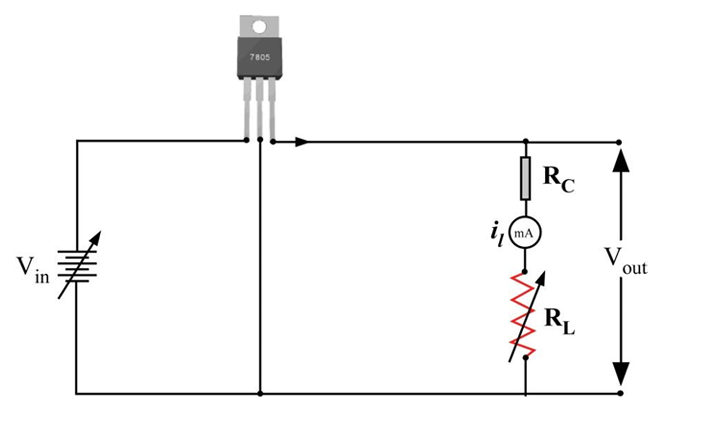 7805
R_C
i_l
mA
V_in
V_out
R_L